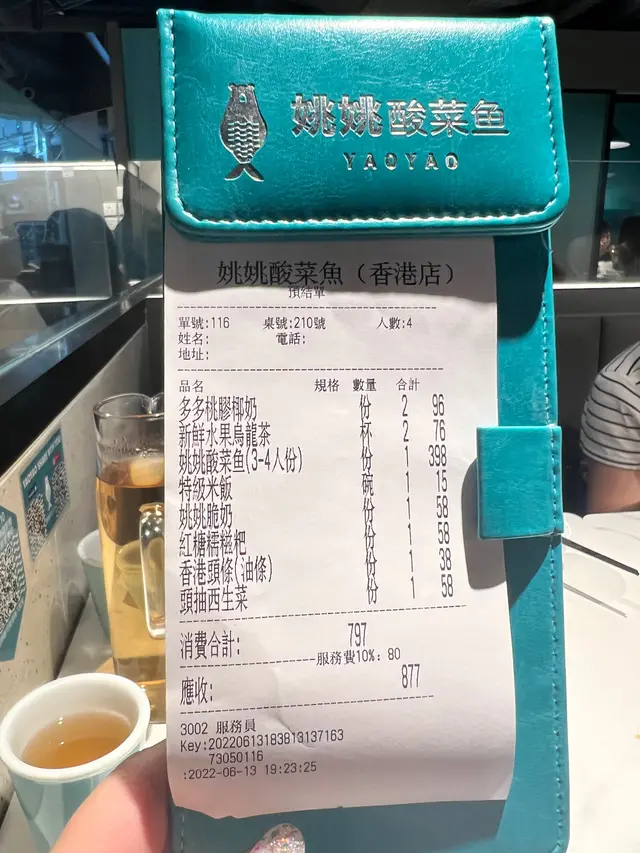 姚姚酸菜鱼
YAOYAO
姚姚酸菜魚（香港店）
預結單
單號:116 桌號:210號 人數:4
姓名: 電話:
地址:
品名 規格 數量 合計
多多桃膠椰奶 份 2 96
新鮮水果烏龍茶 杯 2 76
姚姚酸菜鱼(3-4人份) 份 1 398
特級米飯 碗 1 15
姚姚脆奶 份 1 58
紅糖糯糍粑 份 1 58
香港頭條(油條) 份 1 38
頭抽西生菜 份 1 58
消費合計: 797
服務費10%: 80
應收: 877
3002 服務員
Key:20220613183813137163
73050116
:2022-06-13 19:23:25